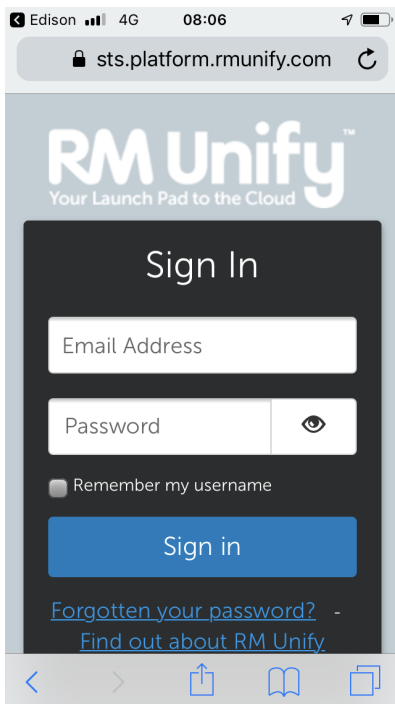 Edison 4G 08:06
sts.platform.rmunify.com
RM Unify™
Your Launch Pad to the Cloud
Sign In
Email Address
Password
Remember my username
Sign in
Forgotten your password? -
Find out about RM Unify